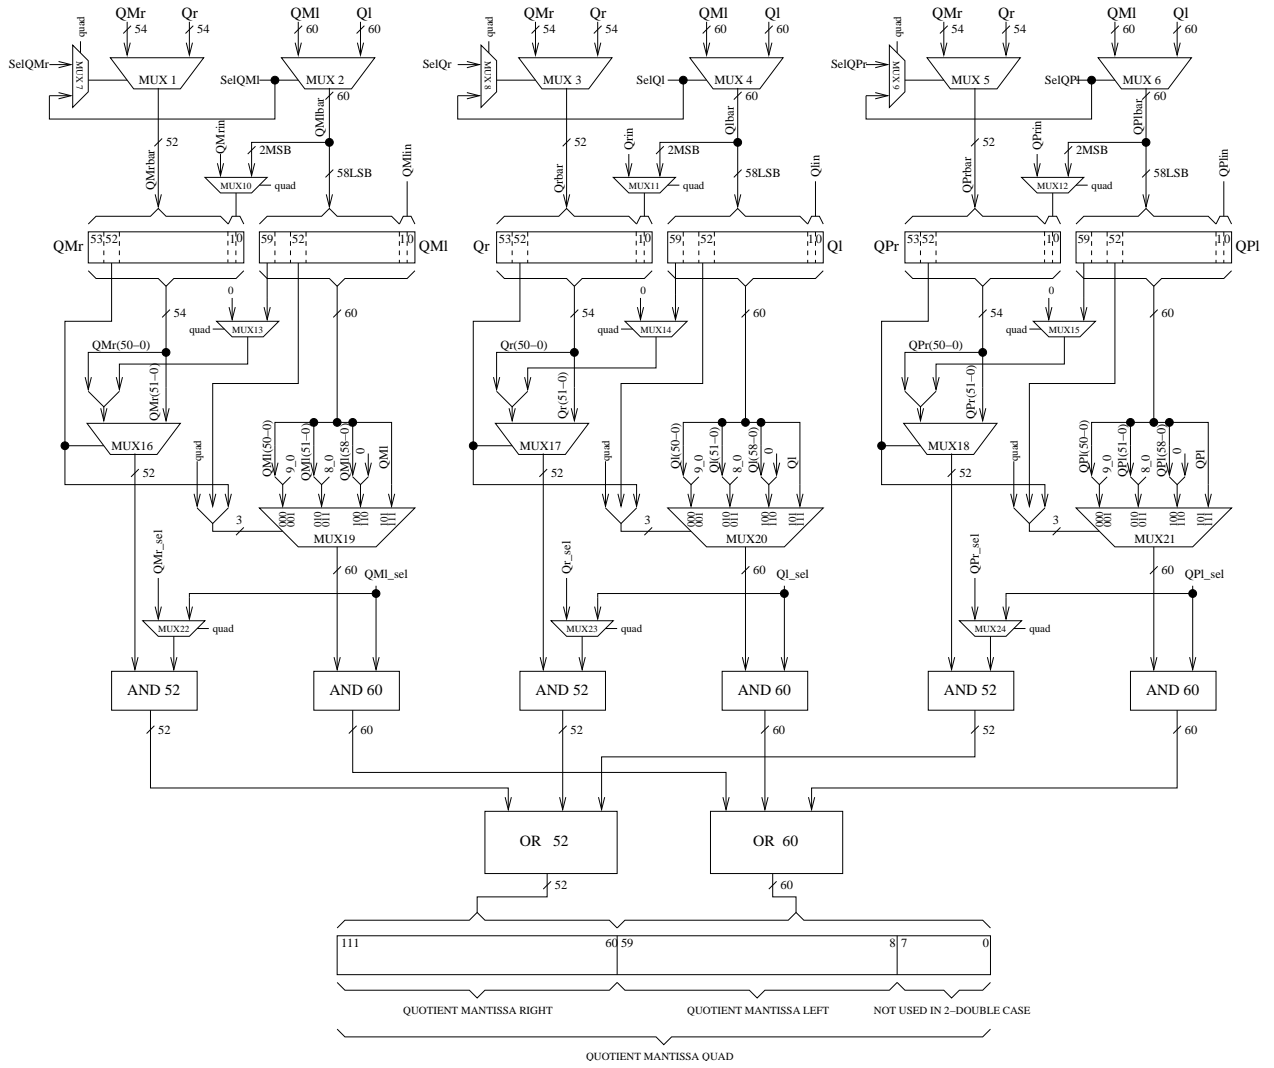 QMr Qr QMl Ql QMr Qr QMl Ql QMr Qr QMl Ql
quad 54 54 60 60 quad 54 54 60 60 quad 54 54 60 60
SelQMr MUX 7 MUX 1 SelQMl MUX 2 SelQr MUX 8 MUX 3 SelQl MUX 4 SelQPr MUX 9 MUX 5 SelQPl MUX 6
60 60 60
QMlbar Qlbar QPlbar
52 QMrin 2MSB 52 Qrin 2MSB 52 QPrin 2MSB
QMrbar MUX10 quad 58LSB QMlin Qrbar MUX11 quad 58LSB Qlin QPrbar MUX12 quad 58LSB QPlin
QMr 53 52 1 0 59 52 1 0 QMl Qr 53 52 1 0 59 52 1 0 Ql QPr 53 52 1 0 59 52 1 0 QPl
0 0 0
54 60 54 60 54 60
quad MUX13 quad MUX14 quad MUX15
QMr(50−0) Qr(50−0) QPr(50−0)
QMr(51−0) Qr(51−0) QPr(51−0)
MUX16 quad QMl(50−0) 9_0 QMl(51−0) 8_0 QMl(58−0) 0 QMl MUX17 quad Ql(50−0) 9_0 Ql(51−0) 8_0 Ql(58−0) 0 Ql MUX18 quad QPl(50−0) 9_0 QPl(51−0) 8_0 QPl(58−0) 0 QPl
52 52 52
000 001 010 011 100 110 101 111 000 001 010 011 100 110 101 111 000 001 010 011 100 110 101 111
3 MUX19 3 MUX20 3 MUX21
QMr_sel 60 QMl_sel Qr_sel 60 Ql_sel QPr_sel 60 QPl_sel
MUX22 quad MUX23 quad MUX24 quad
AND 52 AND 60 AND 52 AND 60 AND 52 AND 60
52 60 52 60 52 60
OR 52 OR 60
52 60
111 60 59 8 7 0
QUOTIENT MANTISSA RIGHT QUOTIENT MANTISSA LEFT NOT USED IN 2−DOUBLE CASE
QUOTIENT MANTISSA QUAD